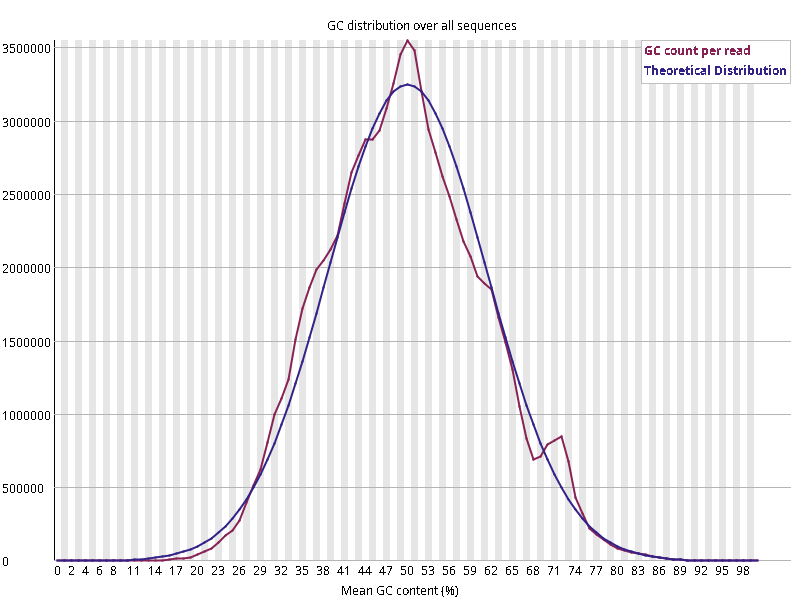 GC distribution over all sequences
GC count per read
Theoretical Distribution
3500000
3000000
2500000
2000000
1500000
1000000
500000
0
0 2 4 6 8 11 14 17 20 23 26 29 32 35 38 41 44 47 50 53 56 59 62 65 68 71 74 77 80 83 86 89 92 95 98
Mean GC content (%)